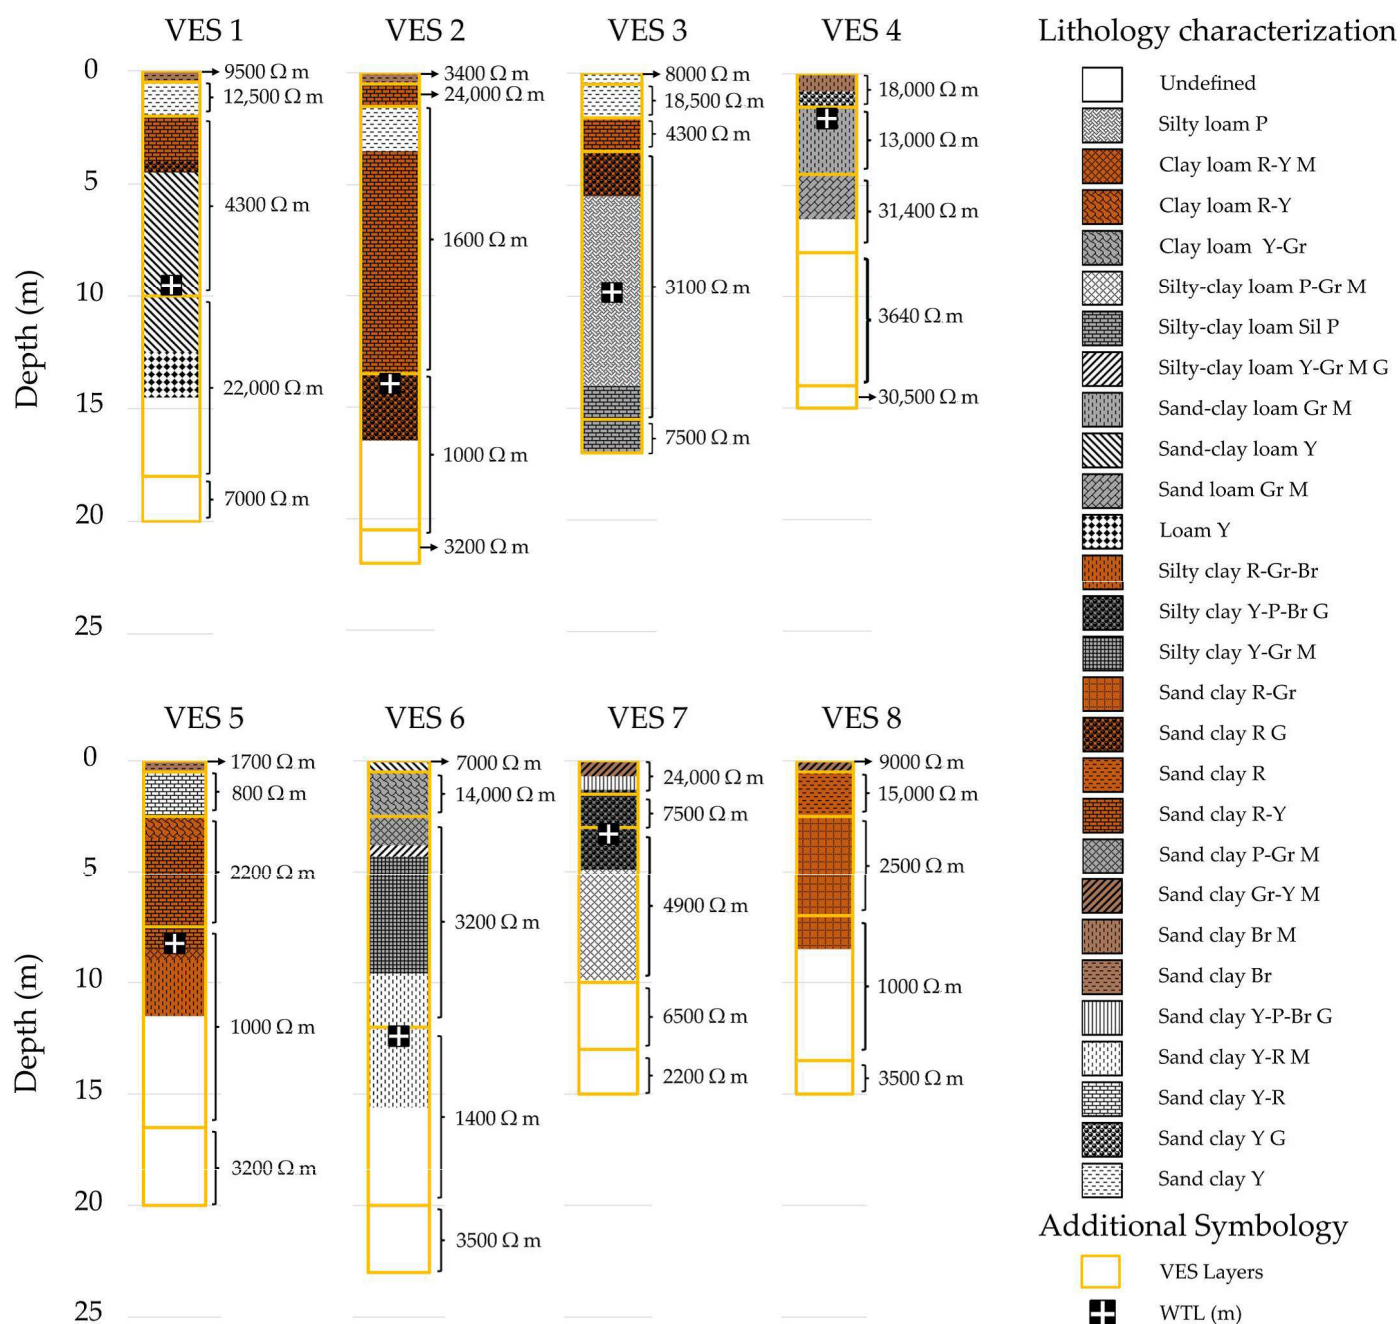 VES 1
VES 2
VES 3
VES 4
Lithology characterization
Depth (m)
0
5
10
15
20
25
9500 Ω m
12,500 Ω m
4300 Ω m
22,000 Ω m
7000 Ω m
3400 Ω m
24,000 Ω m
1600 Ω m
1000 Ω m
3200 Ω m
8000 Ω m
18,500 Ω m
4300 Ω m
3100 Ω m
7500 Ω m
18,000 Ω m
13,000 Ω m
31,400 Ω m
3640 Ω m
30,500 Ω m
VES 5
VES 6
VES 7
VES 8
Depth (m)
0
5
10
15
20
25
1700 Ω m
800 Ω m
2200 Ω m
1000 Ω m
3200 Ω m
7000 Ω m
14,000 Ω m
3200 Ω m
1400 Ω m
3500 Ω m
24,000 Ω m
7500 Ω m
4900 Ω m
6500 Ω m
2200 Ω m
9000 Ω m
15,000 Ω m
2500 Ω m
1000 Ω m
3500 Ω m
Undefined
Silty loam P
Clay loam R-Y M
Clay loam R-Y
Clay loam Y-Gr
Silty-clay loam P-Gr M
Silty-clay loam Sil P
Silty-clay loam Y-Gr M G
Sand-clay loam Gr M
Sand-clay loam Y
Sand loam Gr M
Loam Y
Silty clay R-Gr-Br
Silty clay Y-P-Br G
Silty clay Y-Gr M
Sand clay R-Gr
Sand clay R G
Sand clay R
Sand clay R-Y
Sand clay P-Gr M
Sand clay Gr-Y M
Sand clay Br M
Sand clay Br
Sand clay Y-P-Br G
Sand clay Y-R M
Sand clay Y-R
Sand clay Y G
Sand clay Y
Additional Symbology
VES Layers
WTL (m)